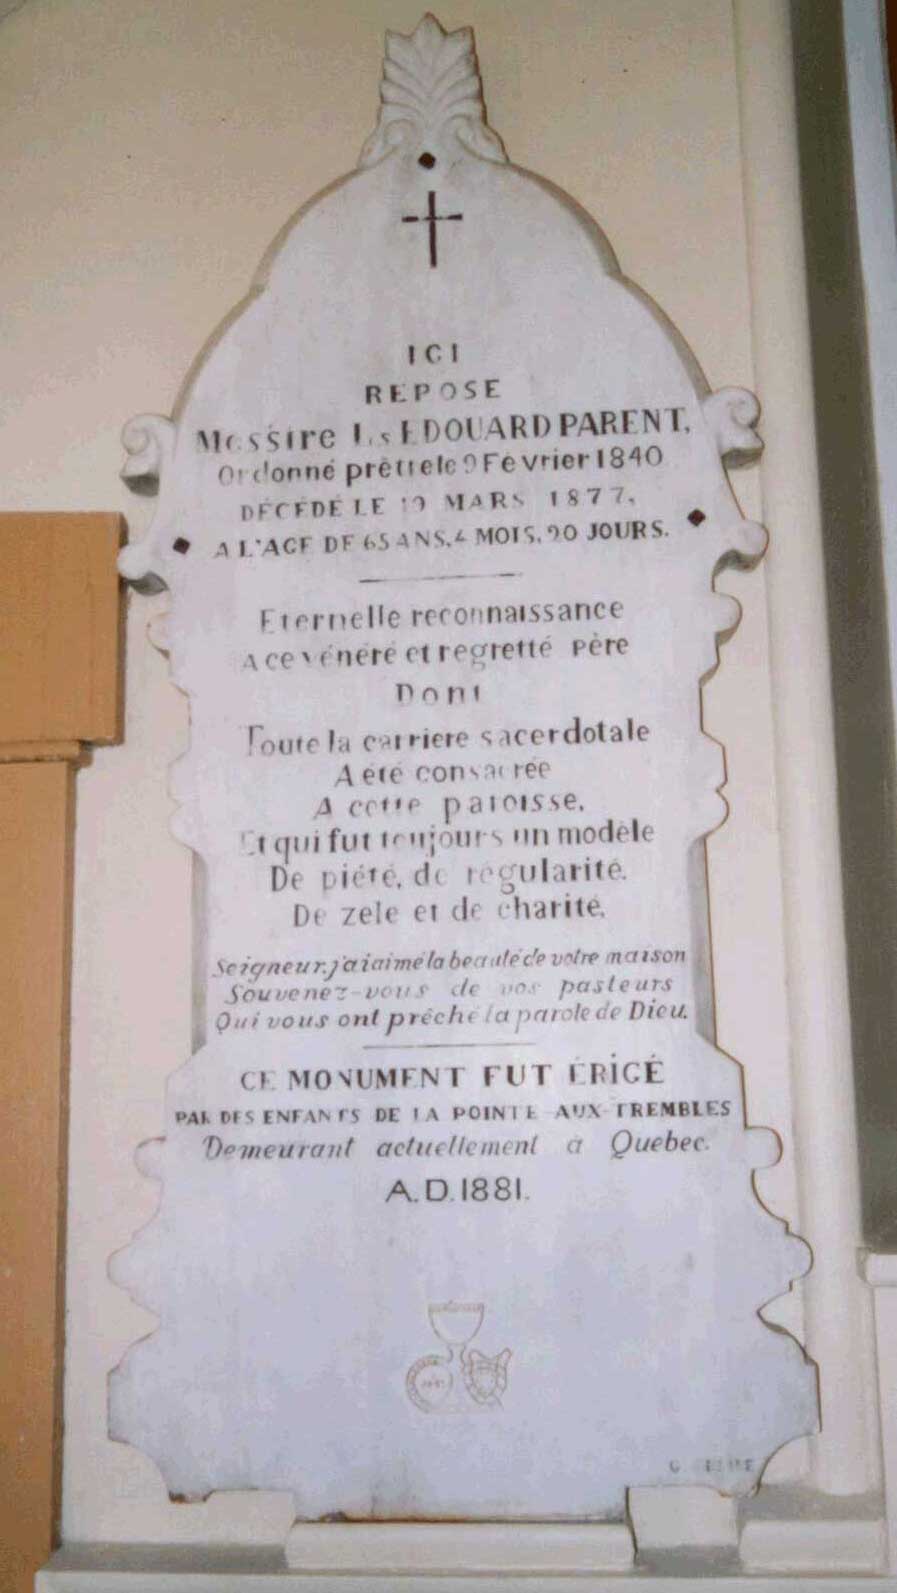 ICI
REPOSE
Messire Ls EDOUARD PARENT,
Ordonné prêtre le 9 Février 1840
DÉCÉDÉ LE 19 MARS 1877,
A L'AGE DE 65 ANS, 4 MOIS, 20 JOURS.
Eternelle reconnaissance
A ce vénéré et regretté Père
Dont
Toute la carrière sacerdotale
A été consacrée
A cette paroisse,
Et qui fut toujours un modèle
De piété, de régularité,
De zele et de charité,
Seigneur, j'ai aimé la beauté de votre maison
Souvenez-vous de vos pasteurs
Qui vous ont prêché la parole de Dieu.
CE MONUMENT FUT ÉRIGÉ
PAR DES ENFANTS DE LA POINTE-AUX-TREMBLES
Demeurant actuellement à Quebec.
A.D. 1881.